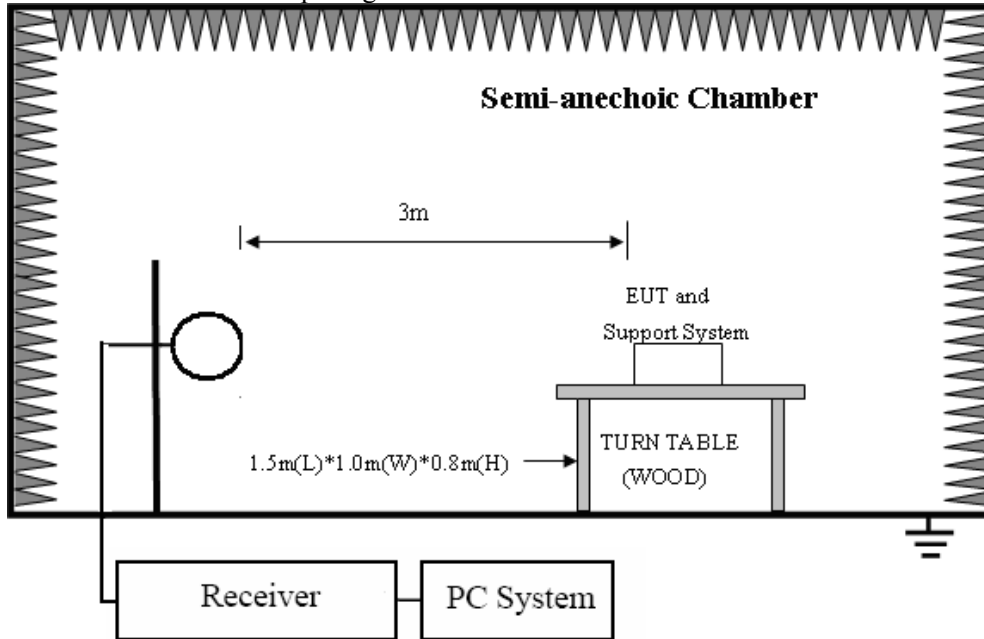 Semi-anechoic Chamber
3m
EUT and
Support System
1.5m(L)*1.0m(W)*0.8m(H)
TURN TABLE
(WOOD)
Receiver
PC System